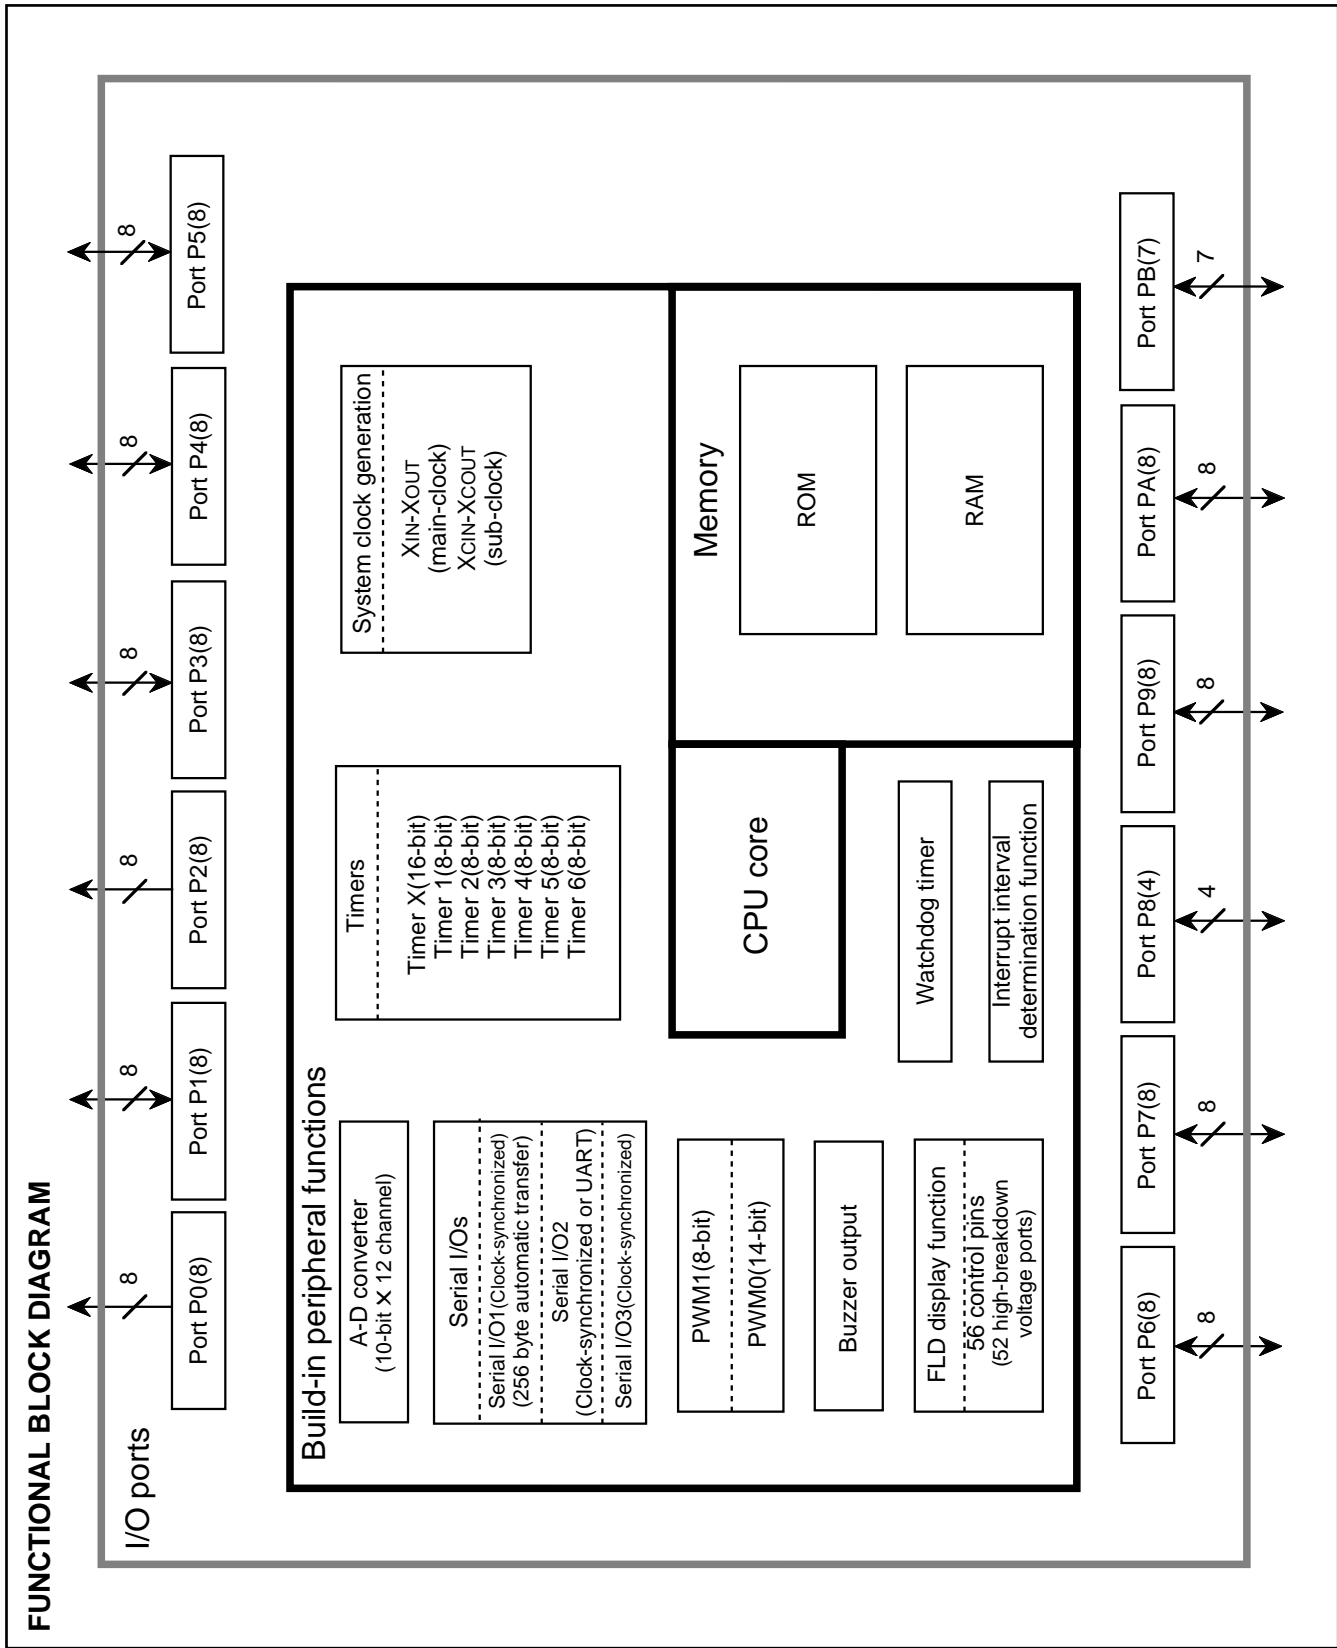 FUNCTIONAL BLOCK DIAGRAM
I/O ports
8
8
8
8
8
8
Port P0(8)
Port P1(8)
Port P2(8)
Port P3(8)
Port P4(8)
Port P5(8)
Build-in peripheral functions
A-D converter
(10-bit X 12 channel)
Serial I/Os
Serial I/O1(Clock-synchronized)
(256 byte automatic transfer)
Serial I/O2
(Clock-synchronized or UART)
Serial I/O3(Clock-synchronized)
PWM1(8-bit)
PWM0(14-bit)
Buzzer output
FLD display function
56 control pins
(52 high-breakdown
voltage ports)
Timers
Timer X(16-bit)
Timer 1(8-bit)
Timer 2(8-bit)
Timer 3(8-bit)
Timer 4(8-bit)
Timer 5(8-bit)
Timer 6(8-bit)
CPU core
Watchdog timer
Interrupt interval
determination function
System clock generation
XIN-XOUT
(main-clock)
XCIN-XCOUT
(sub-clock)
Memory
ROM
RAM
Port P6(8)
Port P7(8)
Port P8(4)
Port P9(8)
Port PA(8)
Port PB(7)
8
8
4
8
8
7